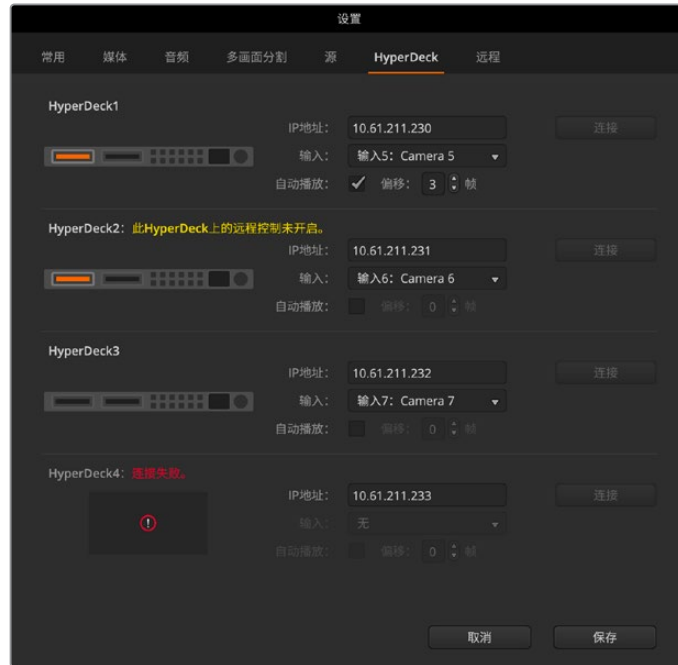 设置
常用 媒体 音频 多画面分割 源 HyperDeck 远程
HyperDeck1
IP地址： 10.61.211.230 连接
输入： 输入5：Camera 5
自动播放： 偏移： 3 帧
HyperDeck2：此HyperDeck上的远程控制未开启。
IP地址： 10.61.211.231 连接
输入： 输入6：Camera 6
自动播放： 偏移： 0 帧
HyperDeck3
IP地址： 10.61.211.232 连接
输入： 输入7：Camera 7
自动播放： 偏移： 0 帧
HyperDeck4：连接失败。
IP地址： 10.61.211.233 连接
输入： 无
自动播放： 偏移： 0 帧
取消 保存